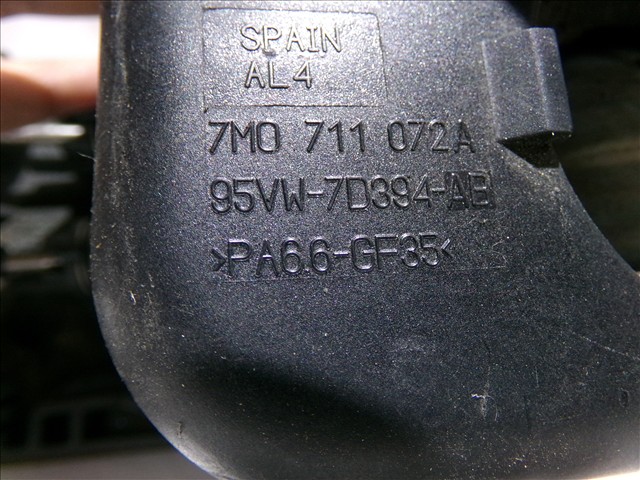 SPAIN
AL4
7M0 711 072A
95VW-7D394-AB
>PA6.6-GF35<